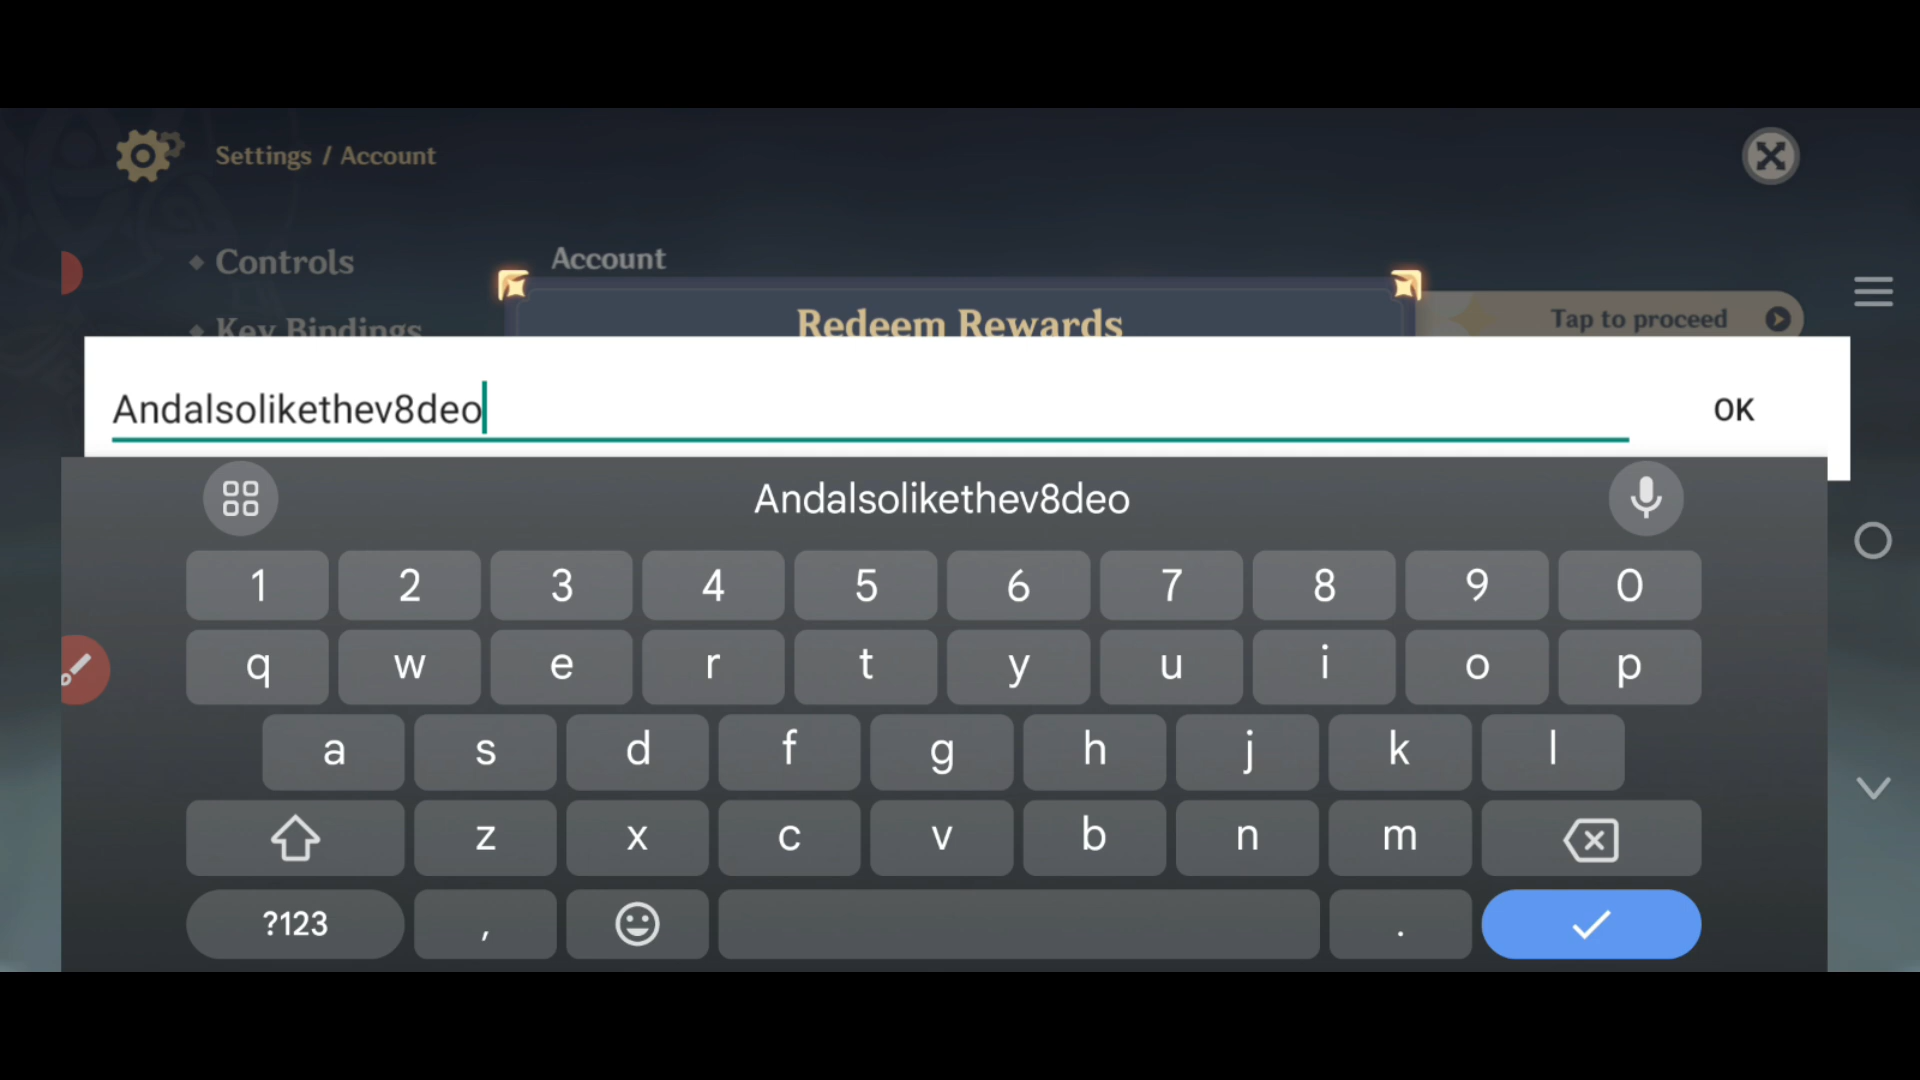 Settings / Account
Controls
Account
Key Bindings
Redeem Rewards
Tap to proceed
Andalsolikethev8deo
OK
Andalsolikethev8deo
1 2 3 4 5 6 7 8 9 0
q w e r t y u i o p
a s d f g h j k l
z x c v b n m
?123 , .